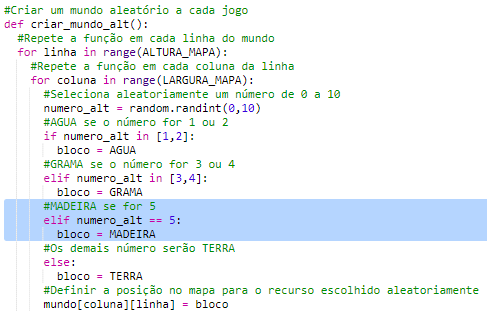 #Criar um mundo aleatório a cada jogo
def criar_mundo_alt():
  #Repete a função em cada linha do mundo
  for linha in range(ALTURA_MAPA):
    #Repete a função em cada coluna da linha
    for coluna in range(LARGURA_MAPA):
      #Seleciona aleatoriamente um número de 0 a 10
      numero_alt = random.randint(0,10)
      #AGUA se o número for 1 ou 2
      if numero_alt in [1,2]:
        bloco = AGUA
      #GRAMA se o número for 3 ou 4
      elif numero_alt in [3,4]:
        bloco = GRAMA
      #MADEIRA se for 5
      elif numero_alt == 5:
        bloco = MADEIRA
      #Os demais número serão TERRA
      else:
        bloco = TERRA
      #Definir a posição no mapa para o recurso escolhido aleatoriamente
      mundo[coluna][linha] = bloco